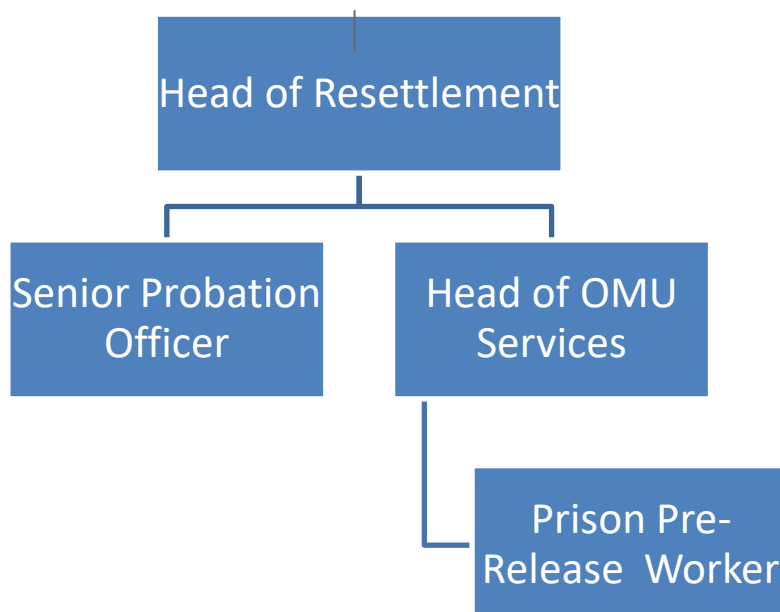 Head of Resettlement
Senior Probation
Officer
Head of OMU
Services
Prison Pre-
Release  Worker